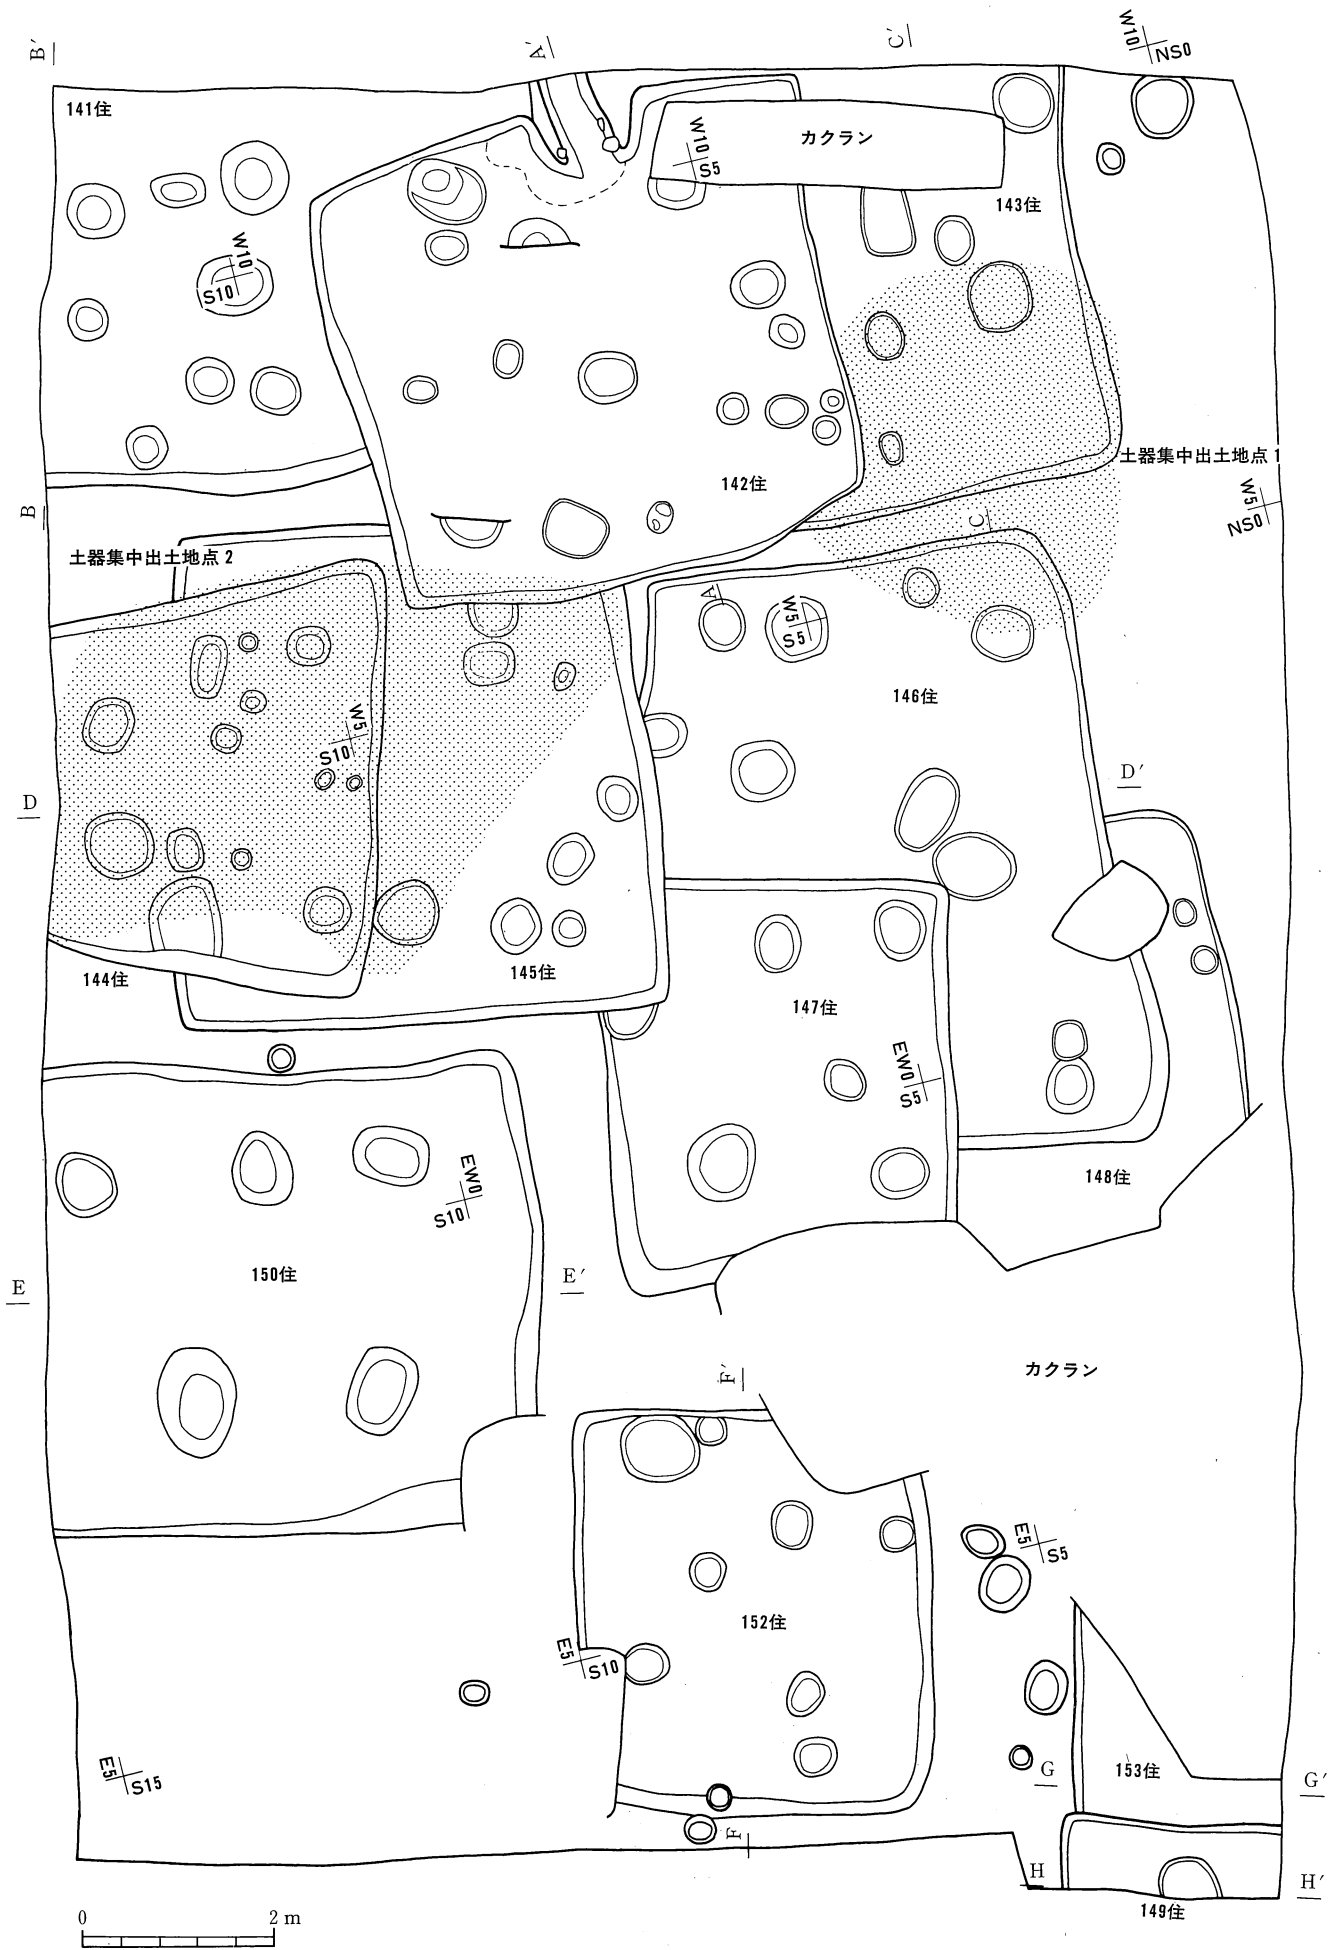 B′
A′
C′
W10
NS0
141住
カクラン
W10
S5
143住
W10
S10
土器集中出土地点 1
142住
W5
NS0
B
C
土器集中出土地点 2
A
W5
S5
146住
W5
S10
D
D′
144住
145住
147住
EW0
S5
148住
EW0
S10
150住
E
E′
カクラン
F′
E5
S5
152住
E5
S10
E5
S15
153住
G
G′
F
H
H′
149住
0
2 m